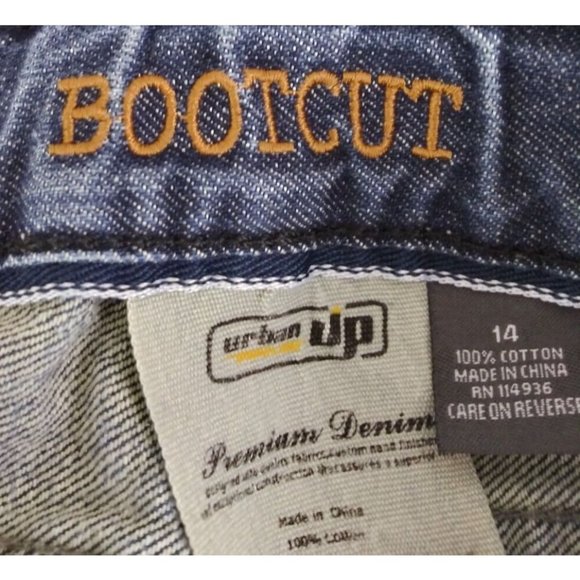 BOOTCUT
urban up
Premium Denim
Made in China
100% Cotton
14
100% COTTON
MADE IN CHINA
RN 114936
CARE ON REVERSE